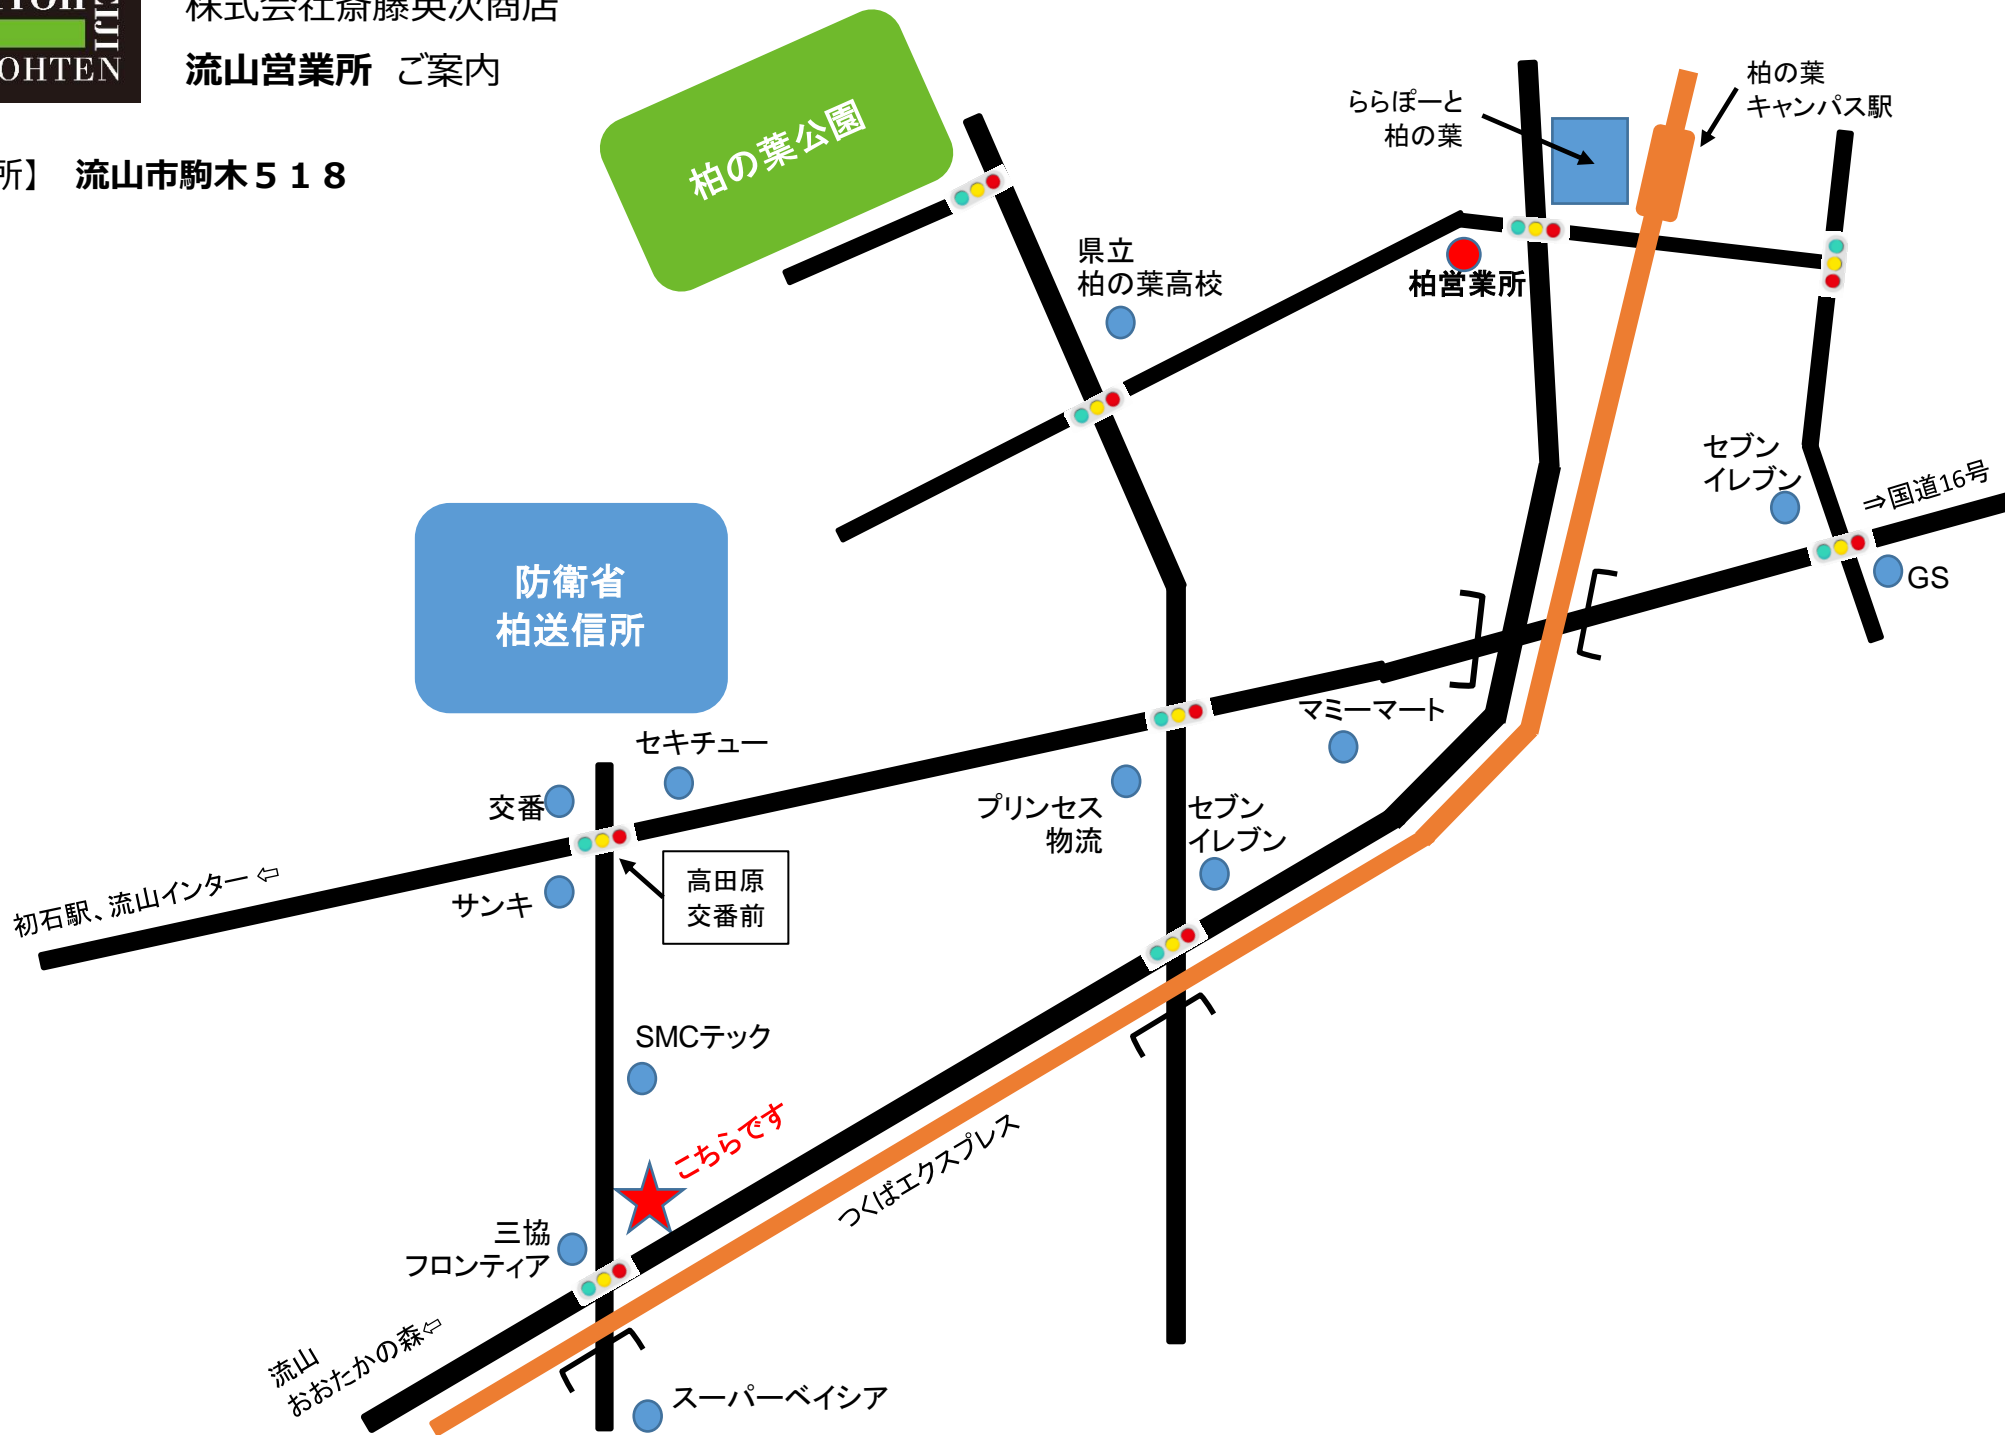 EIJI
OHTEN
株式会社斎藤英次商店
流山営業所 ご案内
所】 流山市駒木５１８
柏の葉公園
ららぽーと
柏の葉
柏の葉
キャンパス駅
県立
柏の葉高校
柏営業所
セブン
イレブン
⇒国道16号
GS
防衛省
柏送信所
セキチュー
交番
サンキ
高田原
交番前
初石駅、流山インター⇦
マミーマート
プリンセス
物流
セブン
イレブン
SMCテック
こちらです
つくばエクスプレス
三協
フロンティア
流山
おおたかの森⇦
スーパーベイシア